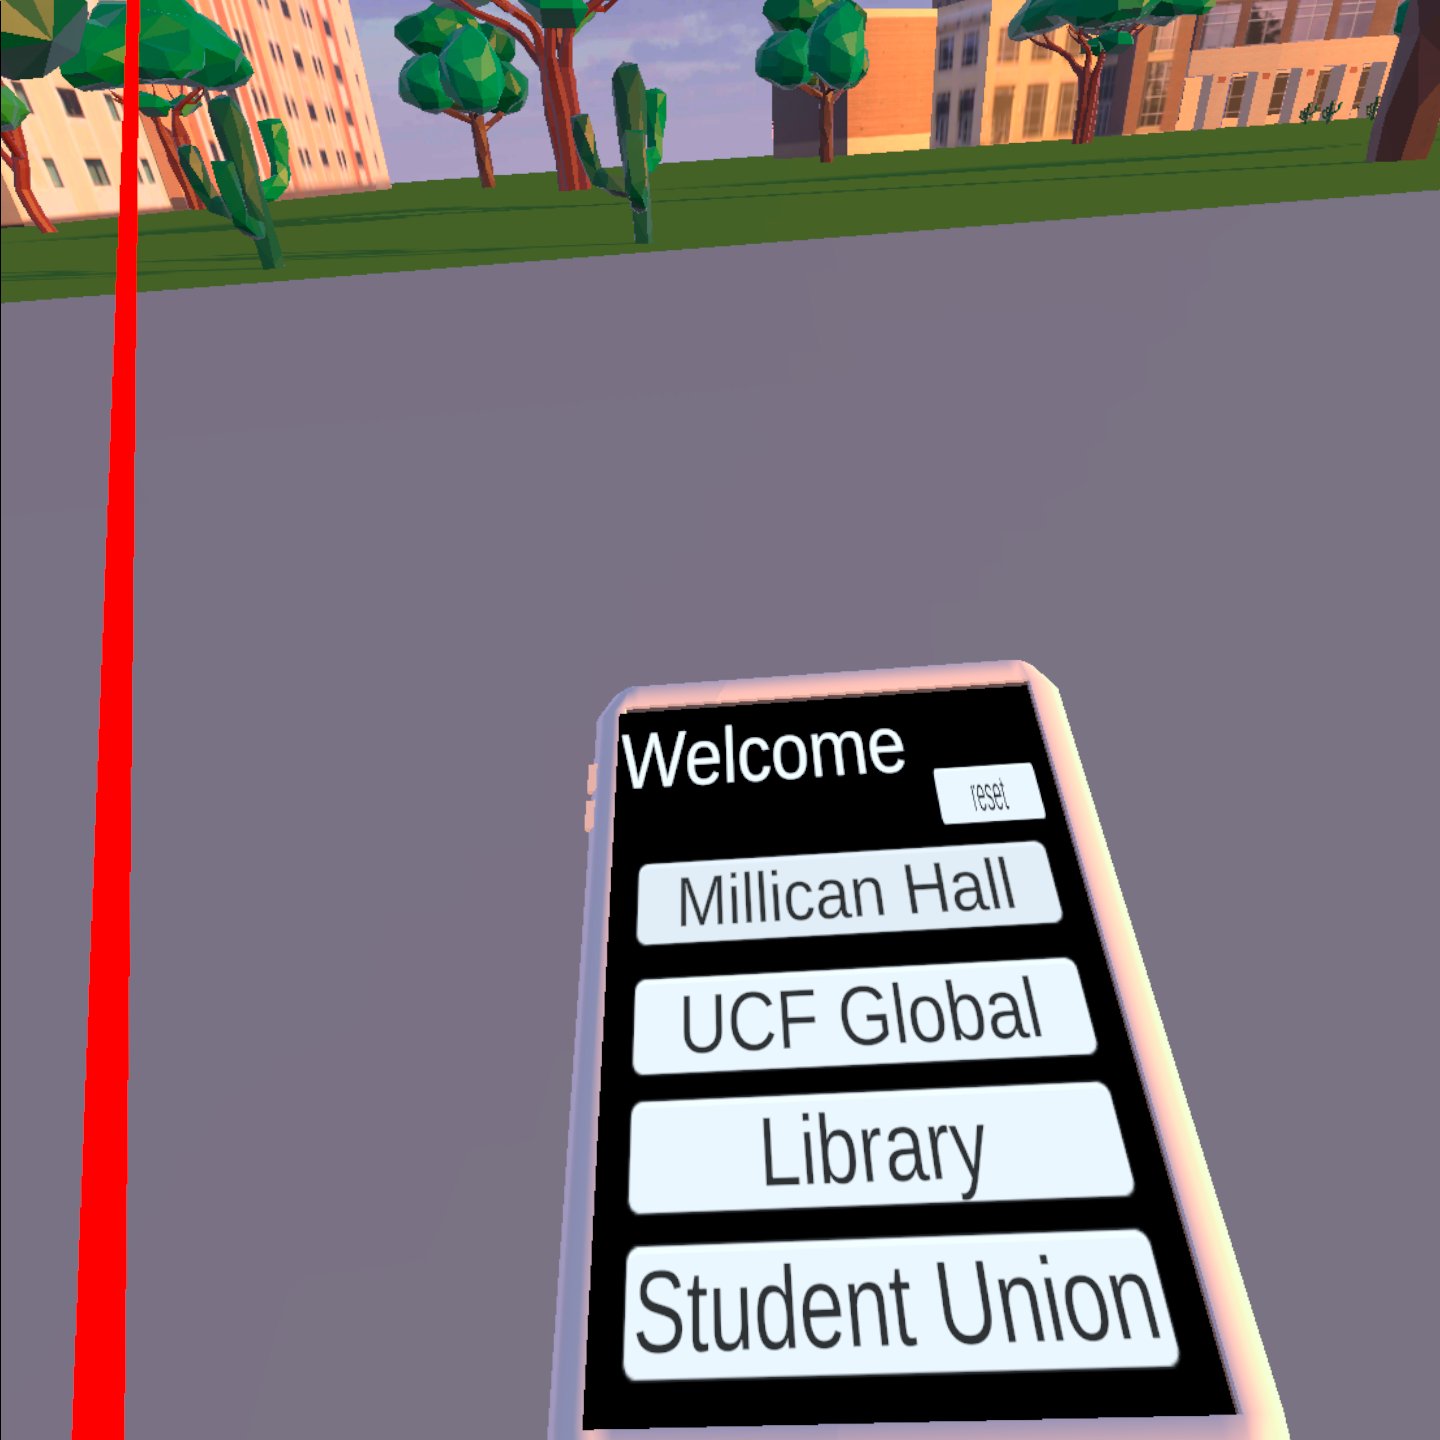 Welcome
reset
Millican Hall
UCF Global
Library
Student Union